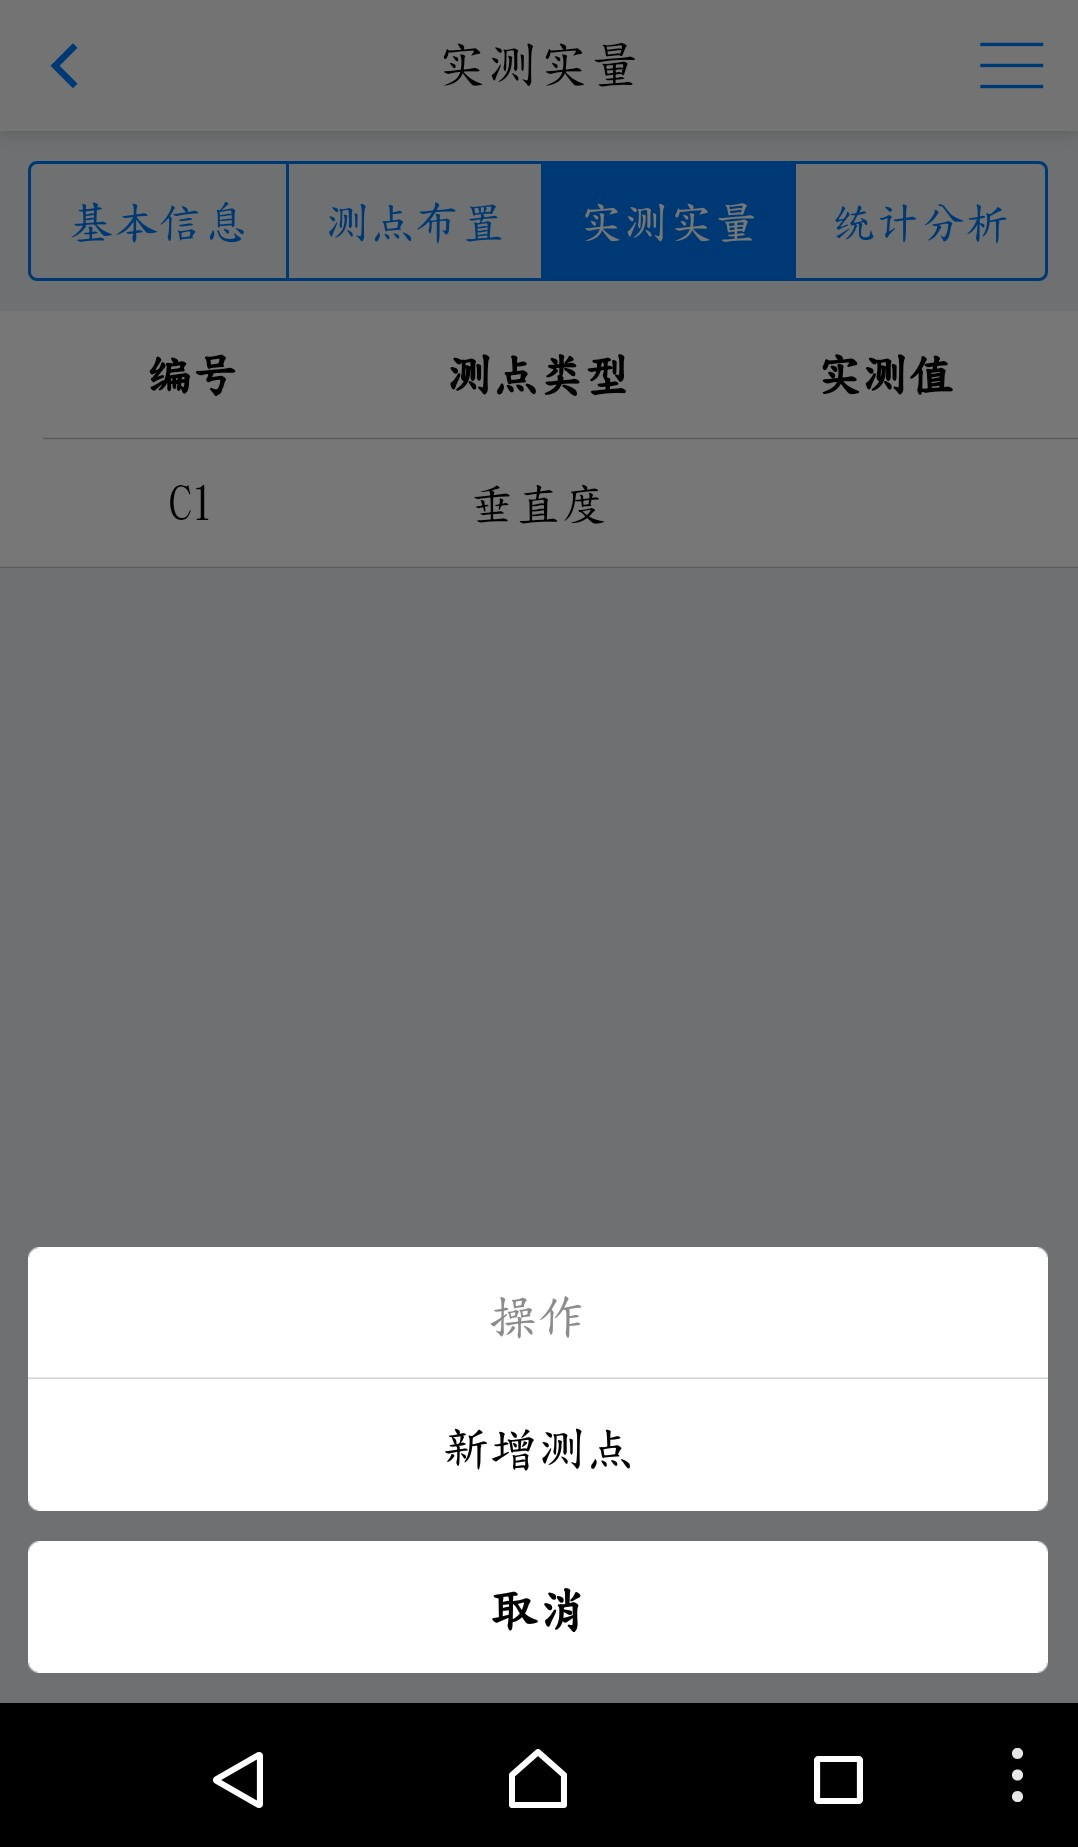 实测实量
基本信息 测点布置 实测实量 统计分析
编号 测点类型 实测值
C1 垂直度
操作
新增测点
取消